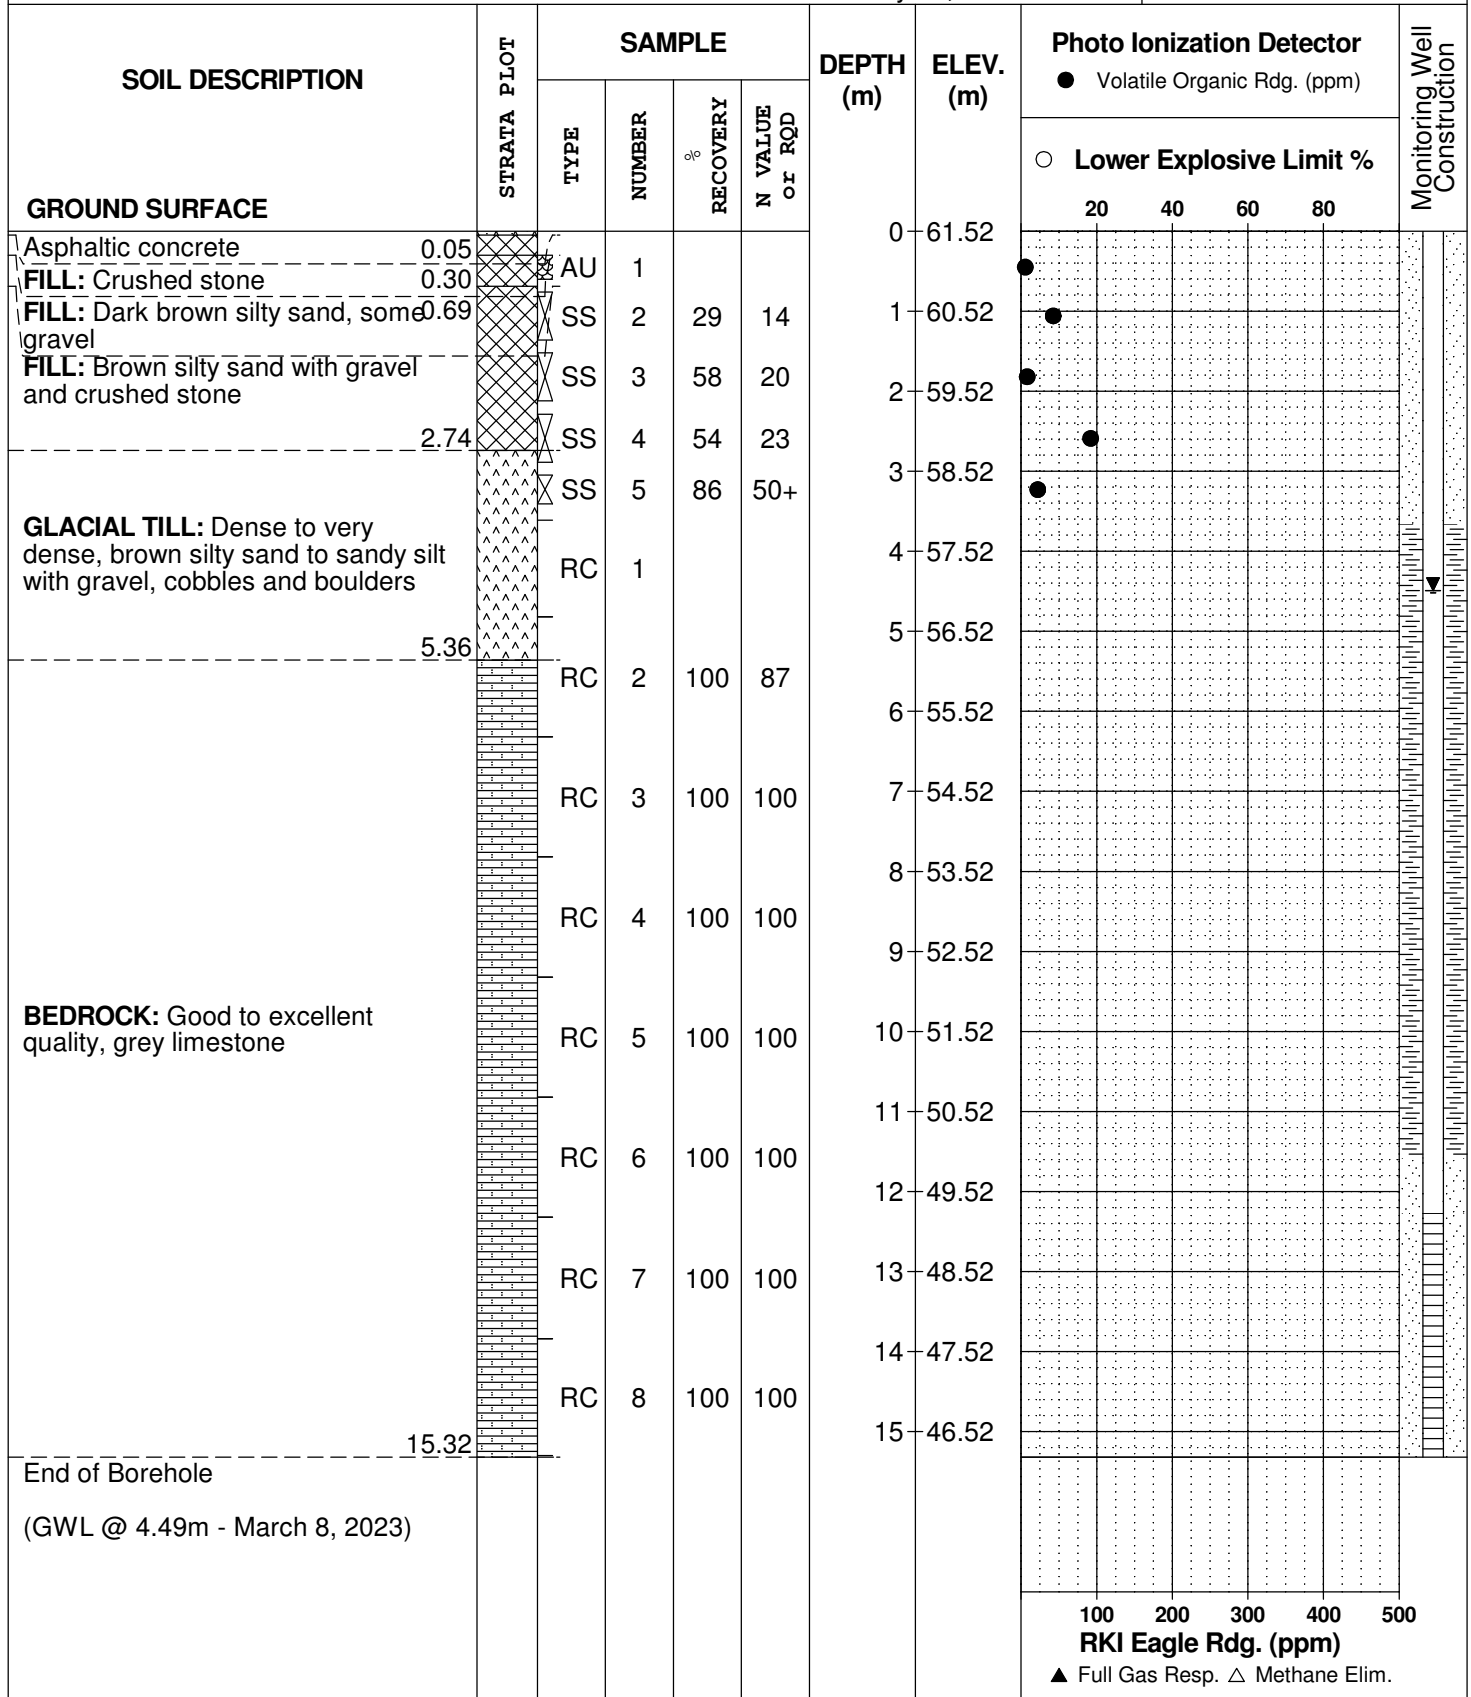 SOIL DESCRIPTION
GROUND SURFACE
STRATA PLOT
SAMPLE
TYPE
NUMBER
%
RECOVERY
N VALUE
or RQD
DEPTH
(m)
ELEV.
(m)
Photo Ionization Detector
● Volatile Organic Rdg. (ppm)
○ Lower Explosive Limit %
20 40 60 80
Monitoring Well
Construction
0 61.52
Asphaltic concrete 0.05
AU 1
FILL: Crushed stone 0.30
FILL: Dark brown silty sand, some 0.69
gravel
SS 2 29 14
1 60.52
FILL: Brown silty sand with gravel
and crushed stone
SS 3 58 20
2 59.52
2.74
SS 4 54 23
3 58.52
SS 5 86 50+
GLACIAL TILL: Dense to very
dense, brown silty sand to sandy silt
with gravel, cobbles and boulders
4 57.52
RC 1
5 56.52
5.36
RC 2 100 87
6 55.52
RC 3 100 100
7 54.52
8 53.52
RC 4 100 100
9 52.52
BEDROCK: Good to excellent
quality, grey limestone
RC 5 100 100
10 51.52
11 50.52
RC 6 100 100
12 49.52
RC 7 100 100
13 48.52
14 47.52
RC 8 100 100
15 46.52
15.32
End of Borehole
(GWL @ 4.49m - March 8, 2023)
100 200 300 400 500
RKI Eagle Rdg. (ppm)
▲ Full Gas Resp. △ Methane Elim.